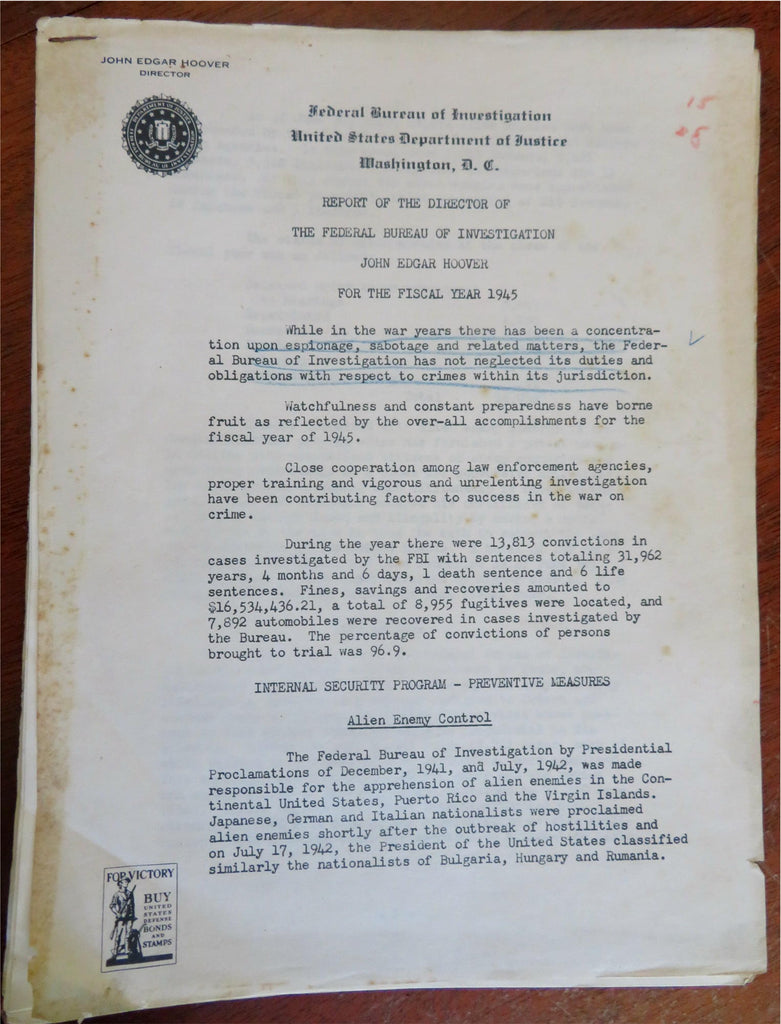 JOHN EDGAR HOOVER
DIRECTOR
Federal Bureau of Investigation
United States Department of Justice
Washington, D. C.
15
REPORT OF THE DIRECTOR OF
THE FEDERAL BUREAU OF INVESTIGATION
JOHN EDGAR HOOVER
FOR THE FISCAL YEAR 1945
While in the war years there has been a concentra-
tion upon espionage, sabotage and related matters, the Feder-
al Bureau of Investigation has not neglected its duties and
obligations with respect to crimes within its jurisdiction.
Watchfulness and constant preparedness have borne
fruit as reflected by the over-all accomplishments for the
fiscal year of 1945.
Close cooperation among law enforcement agencies,
proper training and vigorous and unrelenting investigation
have been contributing factors to success in the war on
crime.
During the year there were 13,813 convictions in
cases investigated by the FBI with sentences totaling 31,962
years, 4 months and 6 days, 1 death sentence and 6 life
sentences. Fines, savings and recoveries amounted to
$16,534,436.21, a total of 8,955 fugitives were located, and
7,892 automobiles were recovered in cases investigated by
the Bureau. The percentage of convictions of persons
brought to trial was 96.9.
INTERNAL SECURITY PROGRAM - PREVENTIVE MEASURES
Alien Enemy Control
The Federal Bureau of Investigation by Presidential
Proclamations of December, 1941, and July, 1942, was made
responsible for the apprehension of alien enemies in the Con-
tinental United States, Puerto Rico and the Virgin Islands.
Japanese, German and Italian nationalists were proclaimed
alien enemies shortly after the outbreak of hostilities and
on July 17, 1942, the President of the United States classified
similarly the nationalists of Bulgaria, Hungary and Rumania.
FOR VICTORY
BUY
UNITED
STATES
DEFENSE
BONDS
AND
STAMPS